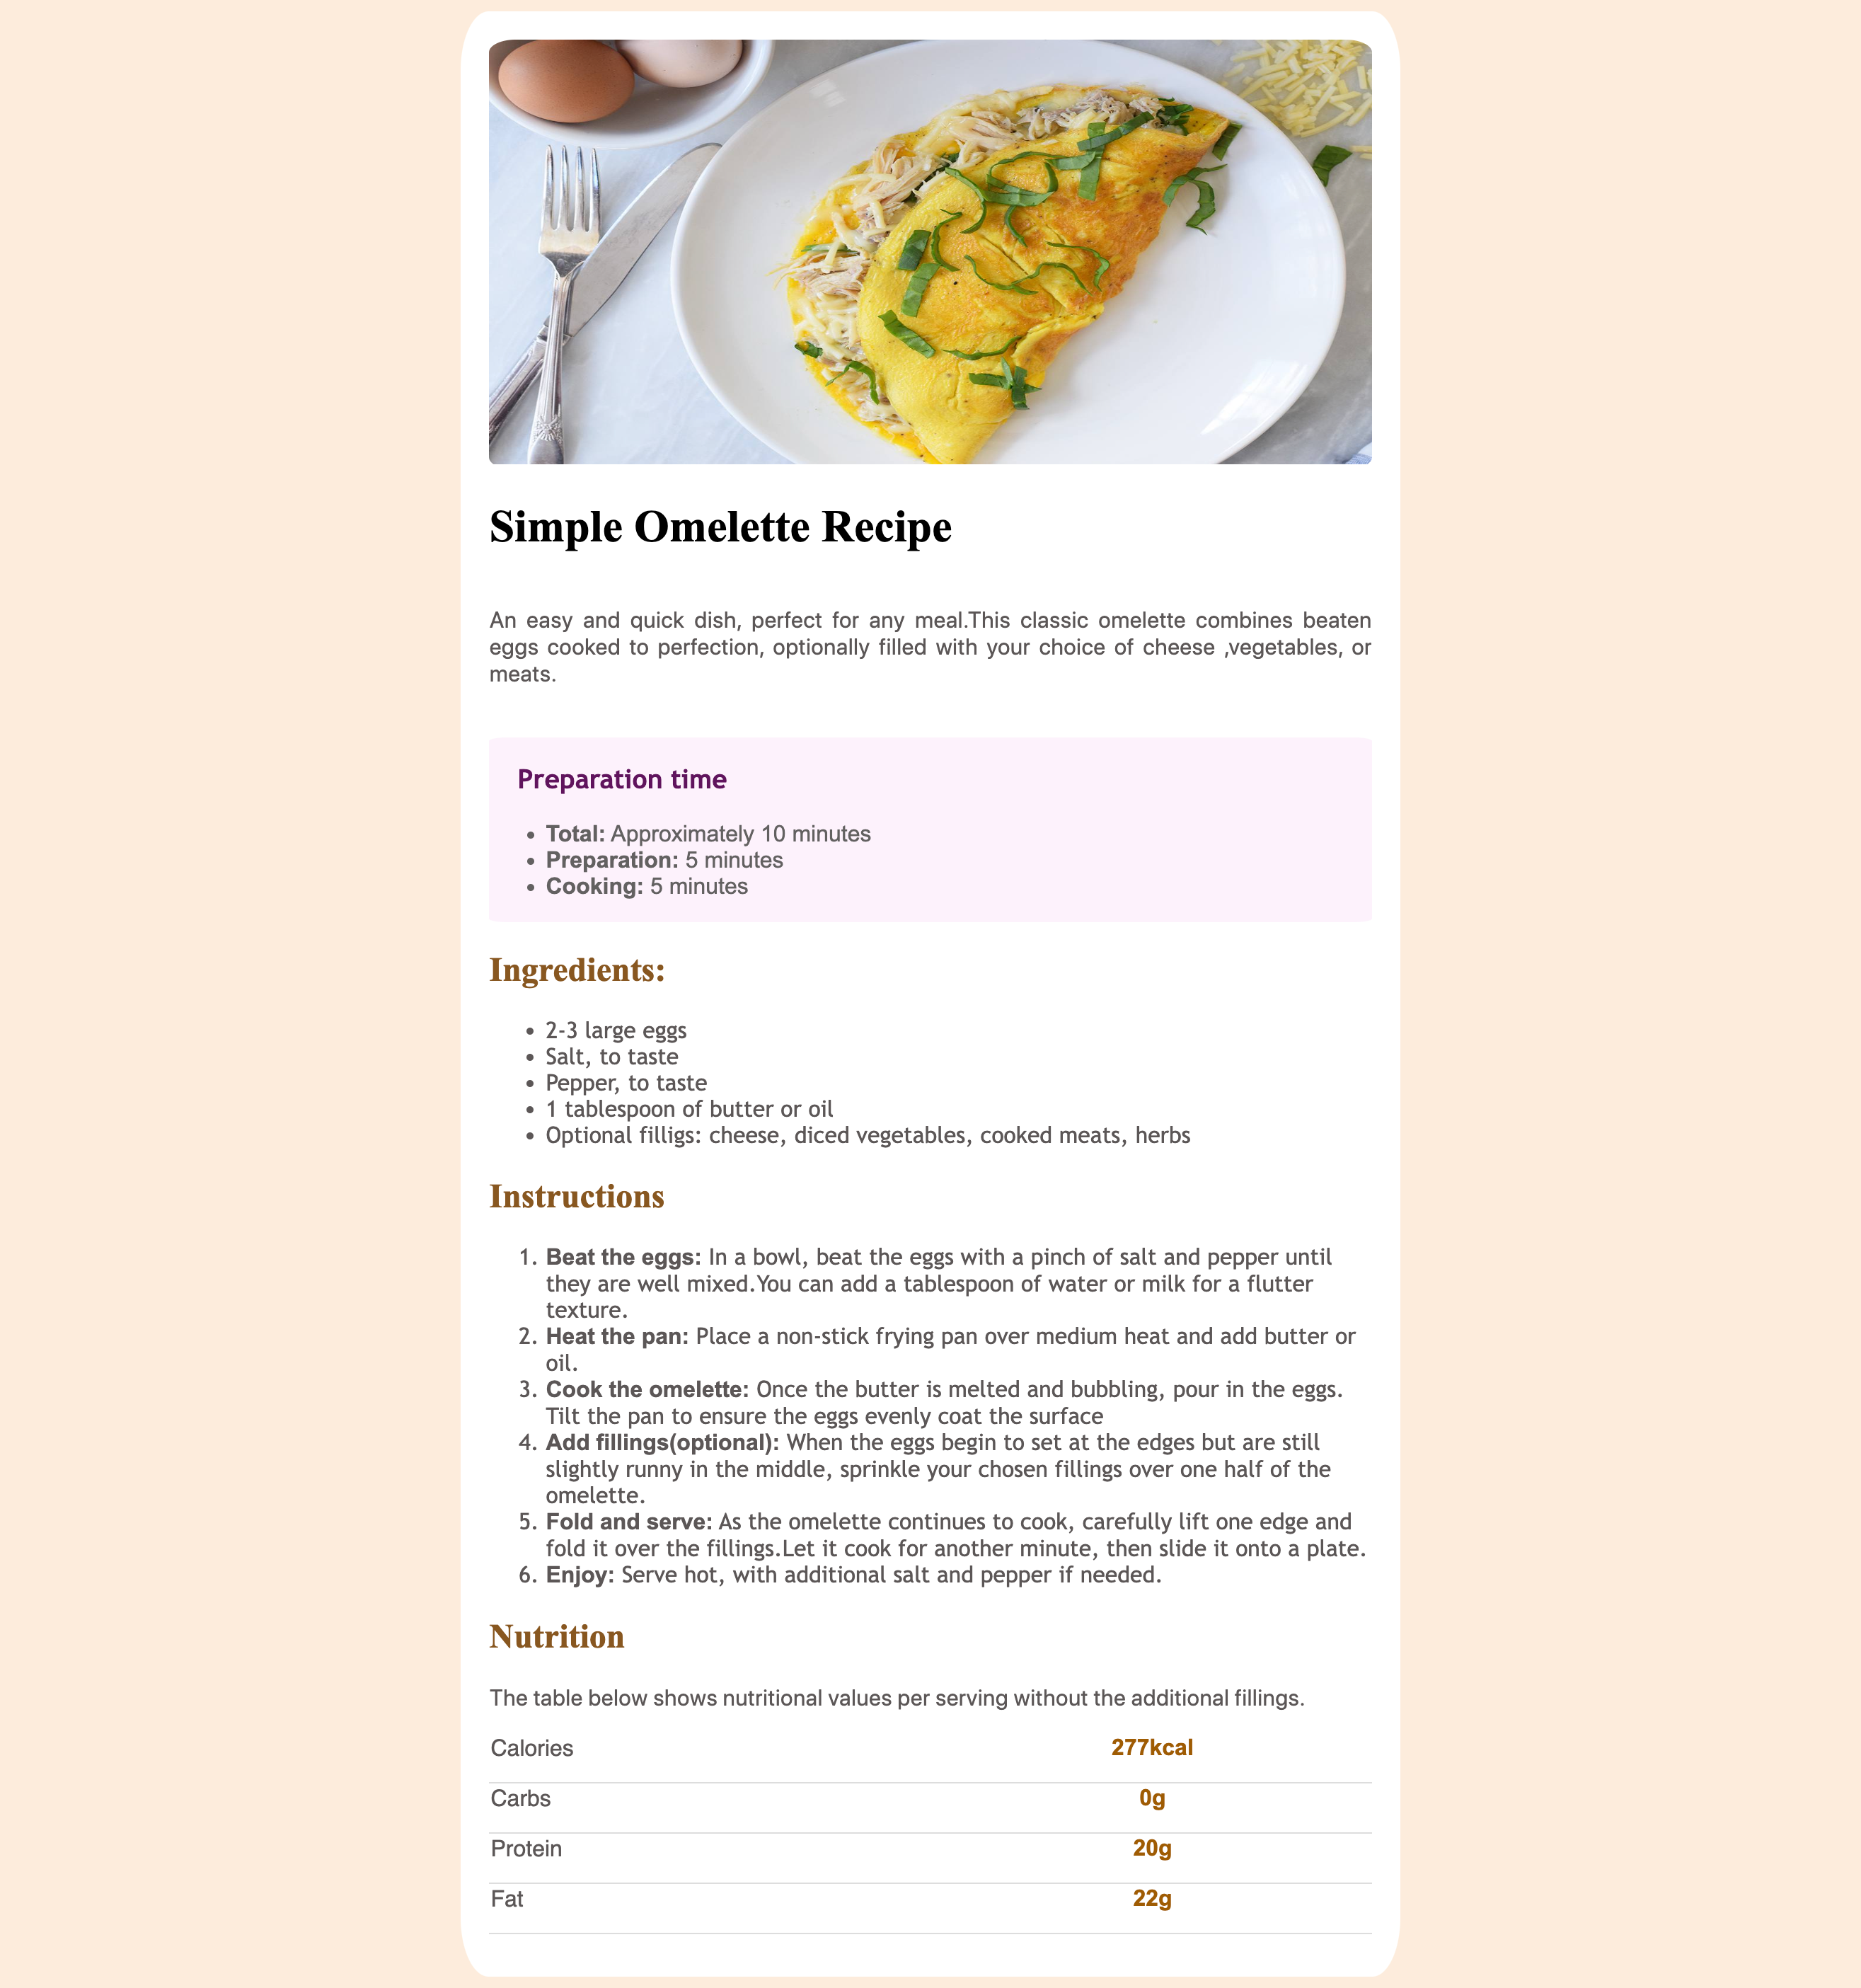 Simple Omelette Recipe
An easy and quick dish, perfect for any meal.This classic omelette combines beaten
eggs cooked to perfection, optionally filled with your choice of cheese ,vegetables, or
meats.
Preparation time
• Total: Approximately 10 minutes
• Preparation: 5 minutes
• Cooking: 5 minutes
Ingredients:
• 2-3 large eggs
• Salt, to taste
• Pepper, to taste
• 1 tablespoon of butter or oil
• Optional filligs: cheese, diced vegetables, cooked meats, herbs
Instructions
1. Beat the eggs: In a bowl, beat the eggs with a pinch of salt and pepper until
they are well mixed.You can add a tablespoon of water or milk for a flutter
texture.
2. Heat the pan: Place a non-stick frying pan over medium heat and add butter or
oil.
3. Cook the omelette: Once the butter is melted and bubbling, pour in the eggs.
Tilt the pan to ensure the eggs evenly coat the surface
4. Add fillings(optional): When the eggs begin to set at the edges but are still
slightly runny in the middle, sprinkle your chosen fillings over one half of the
omelette.
5. Fold and serve: As the omelette continues to cook, carefully lift one edge and
fold it over the fillings.Let it cook for another minute, then slide it onto a plate.
6. Enjoy: Serve hot, with additional salt and pepper if needed.
Nutrition
The table below shows nutritional values per serving without the additional fillings.
Calories 277kcal
Carbs 0g
Protein 20g
Fat 22g